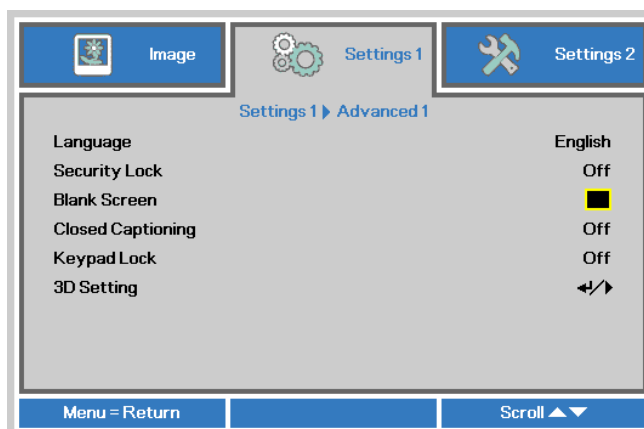 Image Settings 1 Settings 2
Settings 1 ▶ Advanced 1
Language English
Security Lock Off
Blank Screen
Closed Captioning Off
Keypad Lock Off
3D Setting ↵/▶
Menu = Return Scroll ▲▼